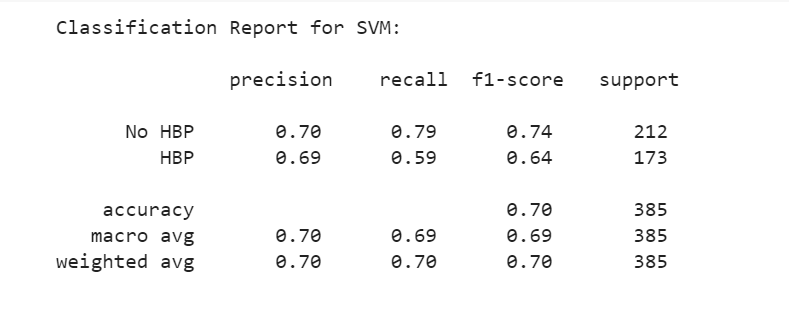 Classification Report for SVM:
precision recall f1-score support
No HBP 0.70 0.79 0.74 212
HBP 0.69 0.59 0.64 173
accuracy 0.70 385
macro avg 0.70 0.69 0.69 385
weighted avg 0.70 0.70 0.70 385